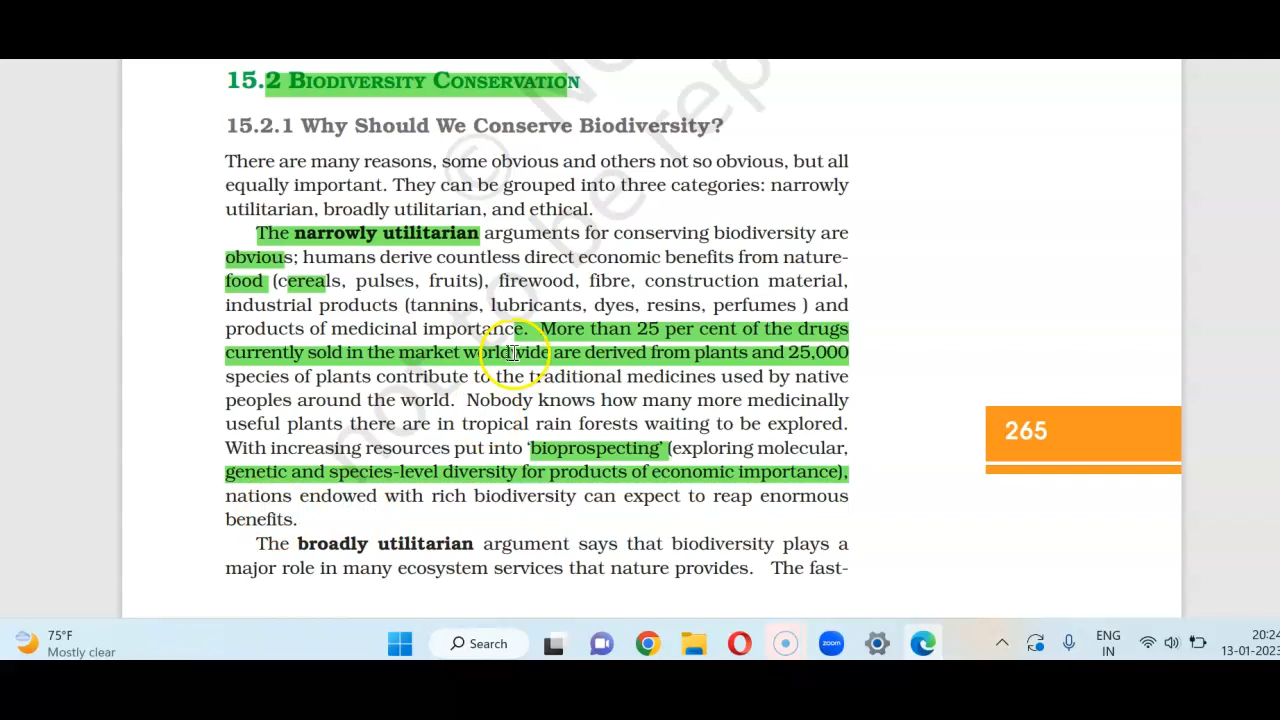 15.2 BIODIVERSITY CONSERVATION
15.2.1 Why Should We Conserve Biodiversity?
There are many reasons, some obvious and others not so obvious, but all
equally important. They can be grouped into three categories: narrowly
utilitarian, broadly utilitarian, and ethical.
The narrowly utilitarian arguments for conserving biodiversity are
obvious; humans derive countless direct economic benefits from nature-
food (cereals, pulses, fruits), firewood, fibre, construction material,
industrial products (tannins, lubricants, dyes, resins, perfumes ) and
products of medicinal importance. More than 25 per cent of the drugs
currently sold in the market worldwide are derived from plants and 25,000
species of plants contribute to the traditional medicines used by native
peoples around the world. Nobody knows how many more medicinally
useful plants there are in tropical rain forests waiting to be explored.
With increasing resources put into ‘bioprospecting’ (exploring molecular,
genetic and species-level diversity for products of economic importance),
nations endowed with rich biodiversity can expect to reap enormous
benefits.
The broadly utilitarian argument says that biodiversity plays a
major role in many ecosystem services that nature provides. The fast-
265
© N
not to be rep
75°F
Mostly clear
Search
zoom
ENG
IN
20:24
13-01-2023